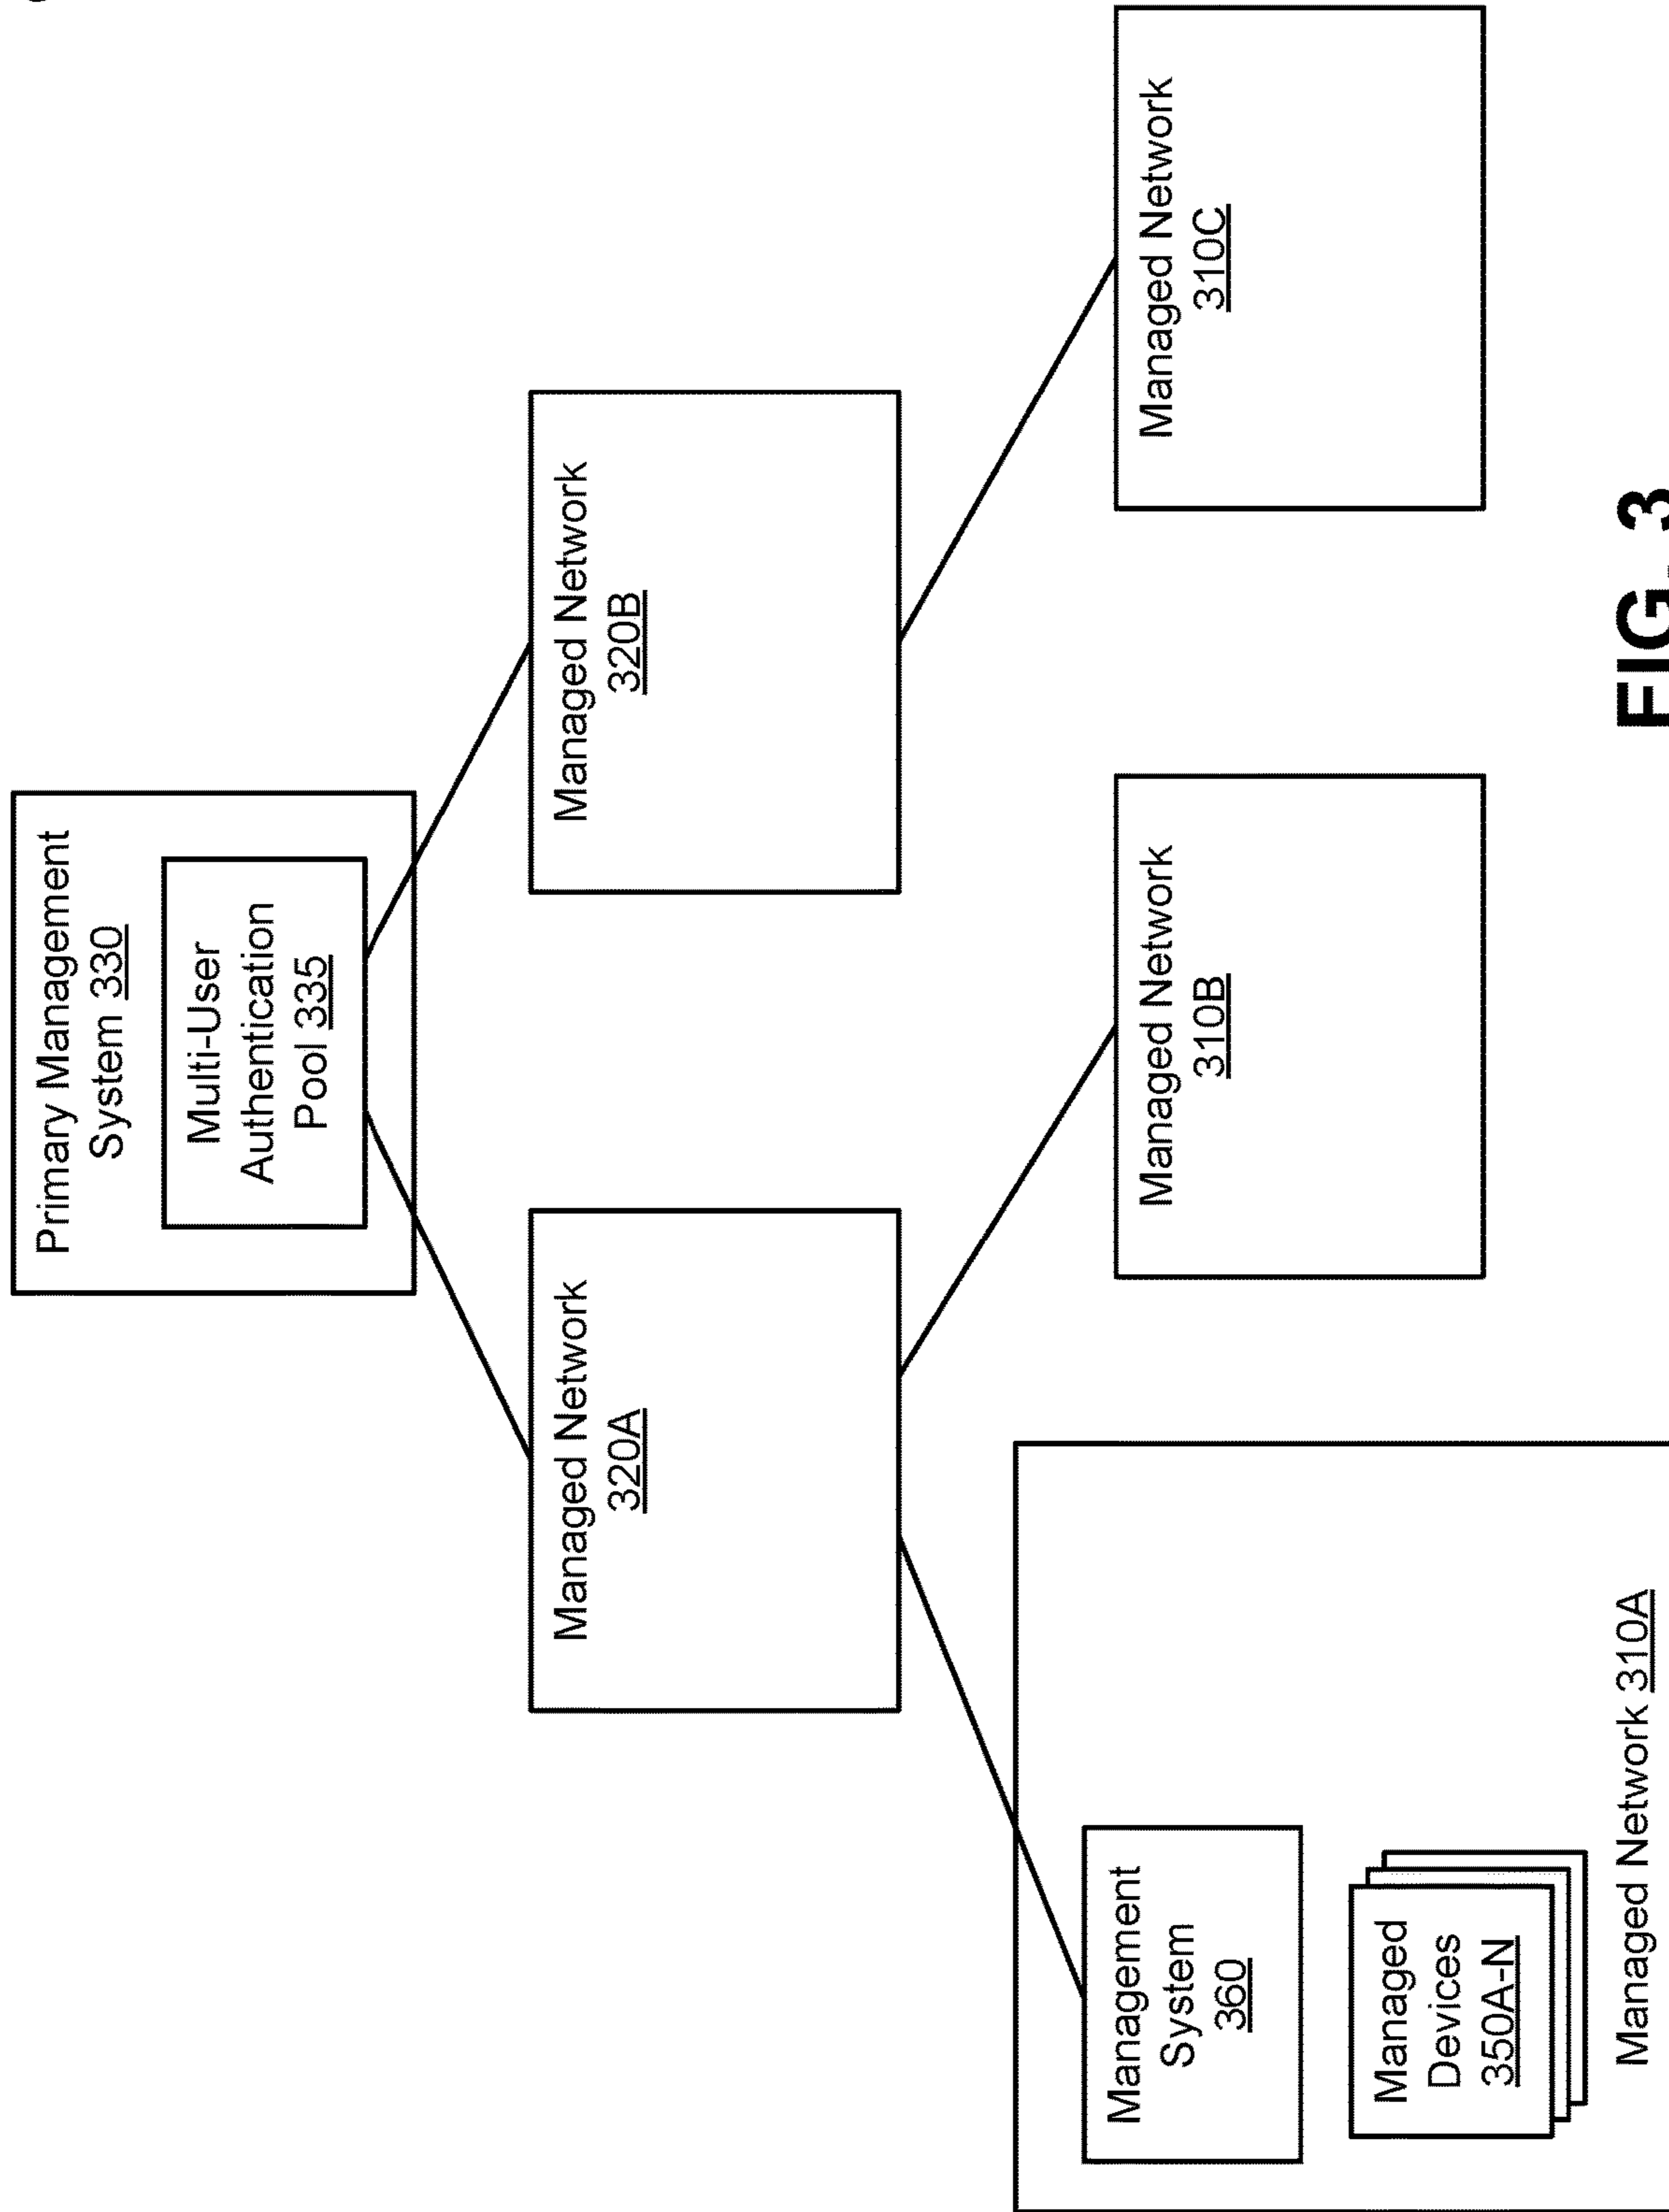 Primary Management
System 330
Multi-User
Authentication
Pool 335
Managed Network
320A
Managed Network
320B
Management
System
360
Managed
Devices
350A-N
Managed Network 310A
Managed Network
310B
Managed Network
310C
FIG. 3